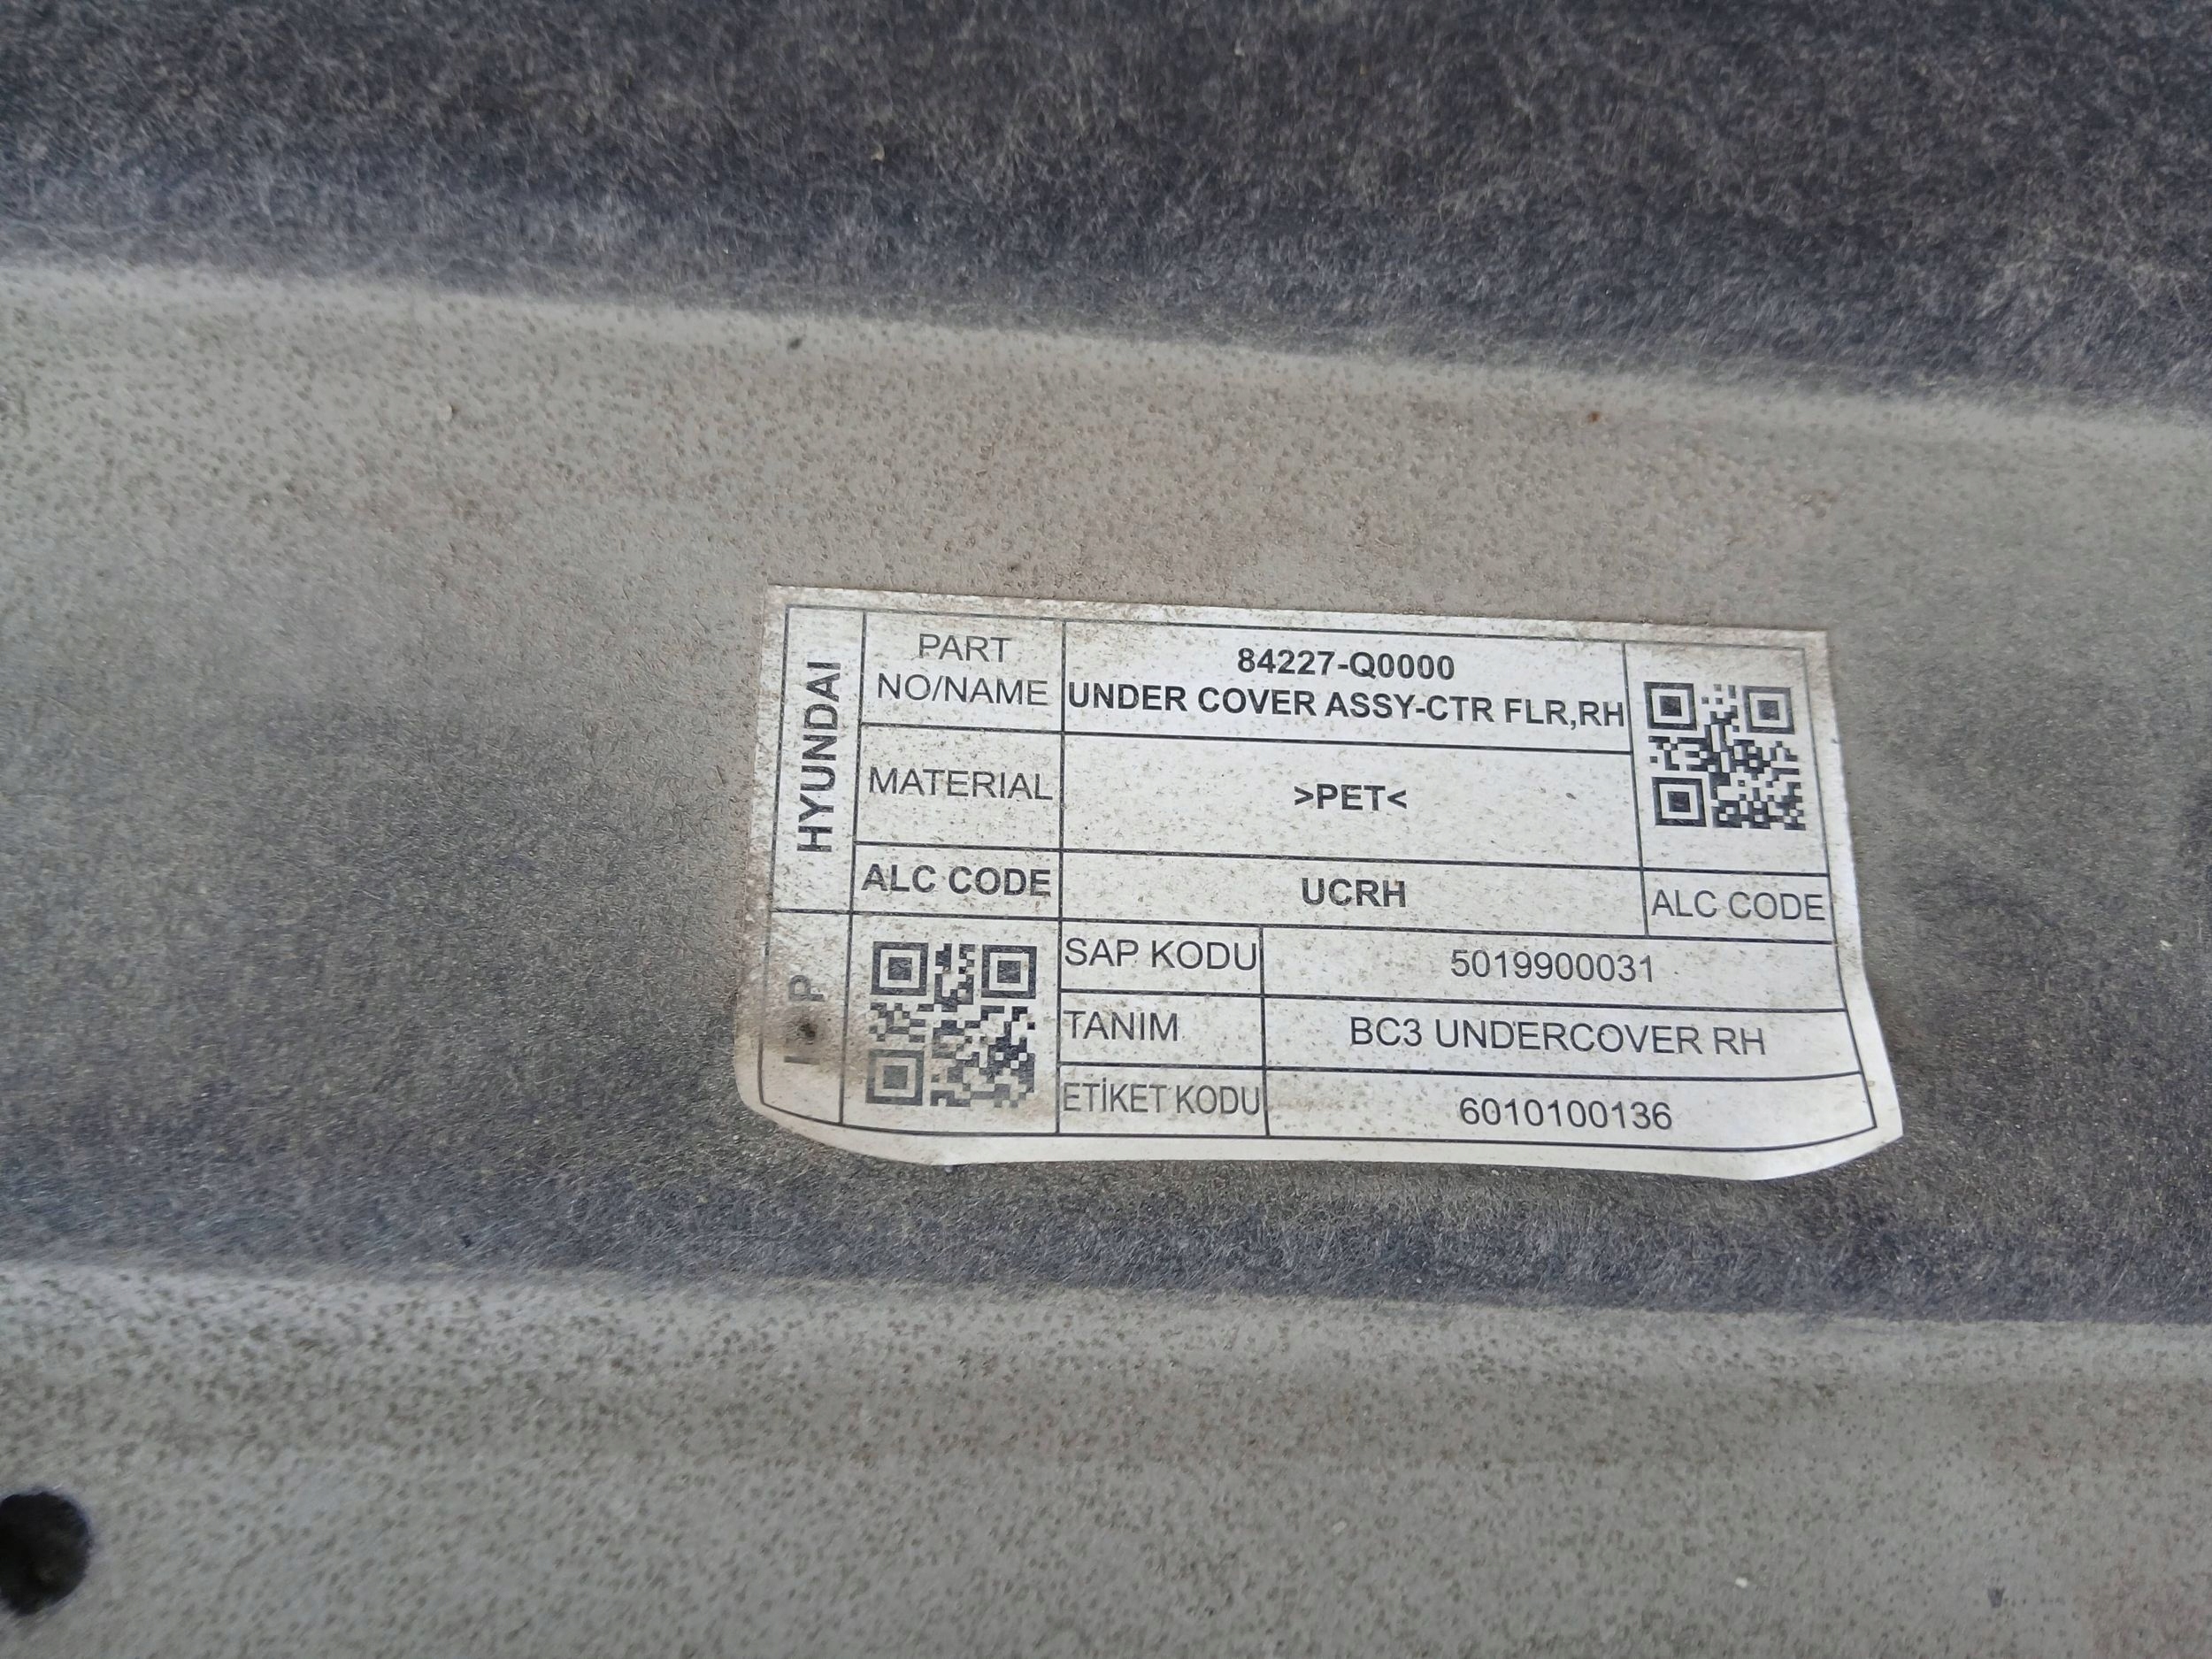 HYUNDAI
PART NO/NAME
84227-Q0000
UNDER COVER ASSY-CTR FLR,RH
MATERIAL
>PET<
ALC CODE
UCRH
ALC CODE
SAP KODU
5019900031
TANIM
BC3 UNDERCOVER RH
ETİKET KODU
6010100136